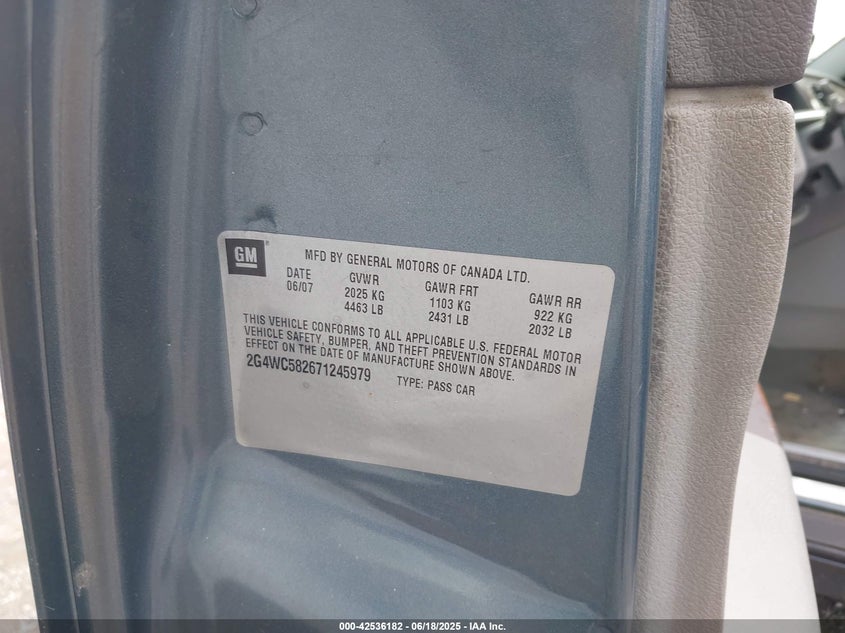 GM
MFD BY GENERAL MOTORS OF CANADA LTD.
DATE GVWR GAWR FRT GAWR RR
06/07 2025 KG 1103 KG 922 KG
4463 LB 2431 LB 2032 LB
THIS VEHICLE CONFORMS TO ALL APPLICABLE U.S. FEDERAL MOTOR
VEHICLE SAFETY, BUMPER, AND THEFT PREVENTION STANDARDS IN
EFFECT ON THE DATE OF MANUFACTURE SHOWN ABOVE.
2G4WC582671245979 TYPE: PASS CAR
000-42536182 - 06/18/2025 - IAA Inc.